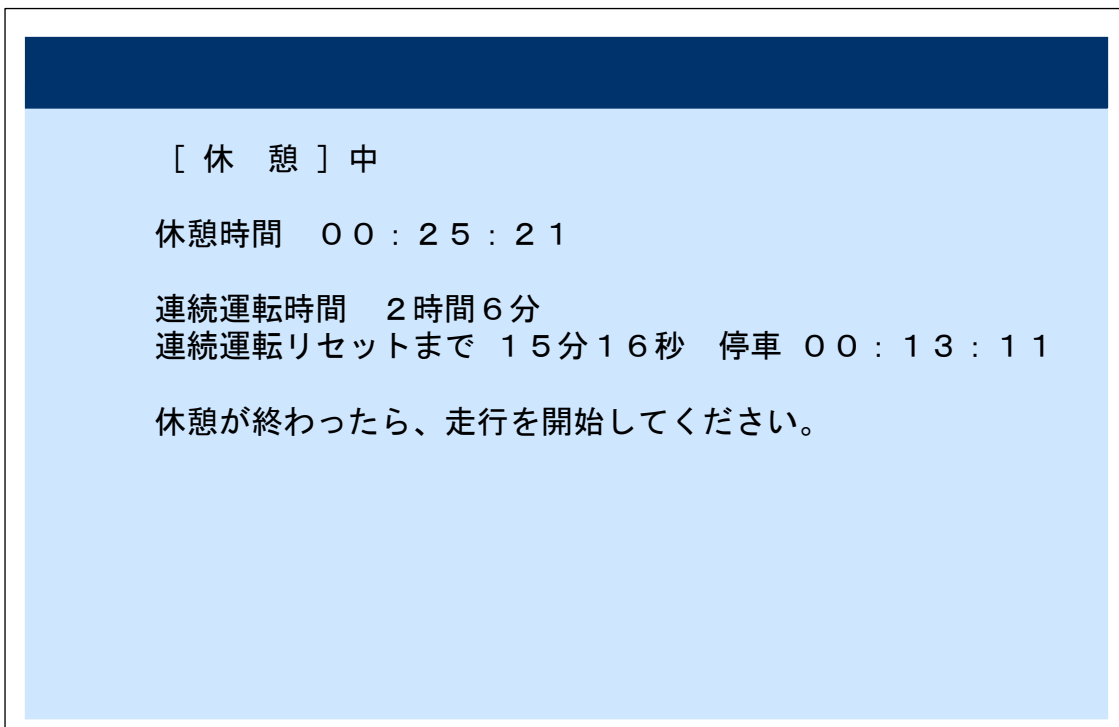 ［ 休　憩 ］中
休憩時間　００：２５：２１
連続運転時間　２時間６分
連続運転リセットまで １５分１６秒　停車 ００：１３：１１
休憩が終わったら、走行を開始してください。